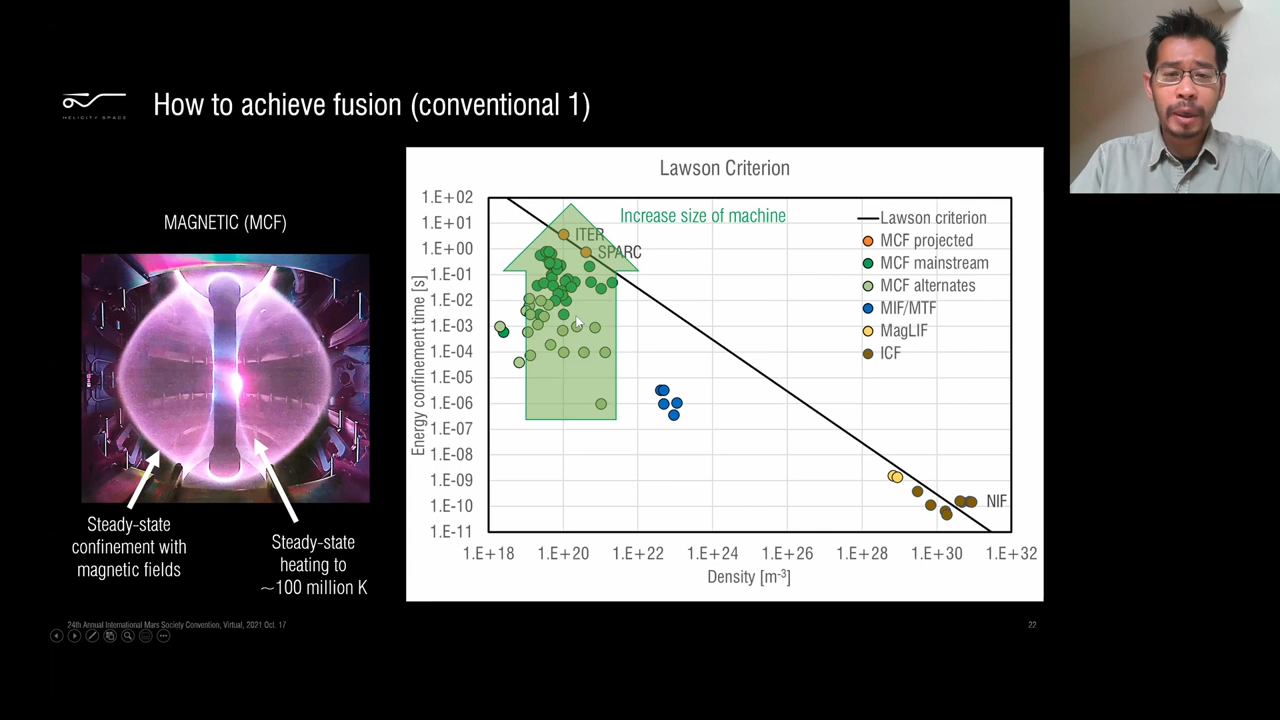 HELICITY SPACE
How to achieve fusion (conventional 1)
MAGNETIC (MCF)
Steady-state
confinement with
magnetic fields
Steady-state
heating to
~100 million K
Lawson Criterion
Increase size of machine
ITER
SPARC
NIF
Lawson criterion
MCF projected
MCF mainstream
MCF alternates
MIF/MTF
MagLIF
ICF
Energy confinement time [s]
1.E+02
1.E+01
1.E+00
1.E-01
1.E-02
1.E-03
1.E-04
1.E-05
1.E-06
1.E-07
1.E-08
1.E-09
1.E-10
1.E-11
1.E+18 1.E+20 1.E+22 1.E+24 1.E+26 1.E+28 1.E+30 1.E+32
Density [m-3]
24th Annual International Mars Society Convention, Virtual, 2021 Oct. 17
22